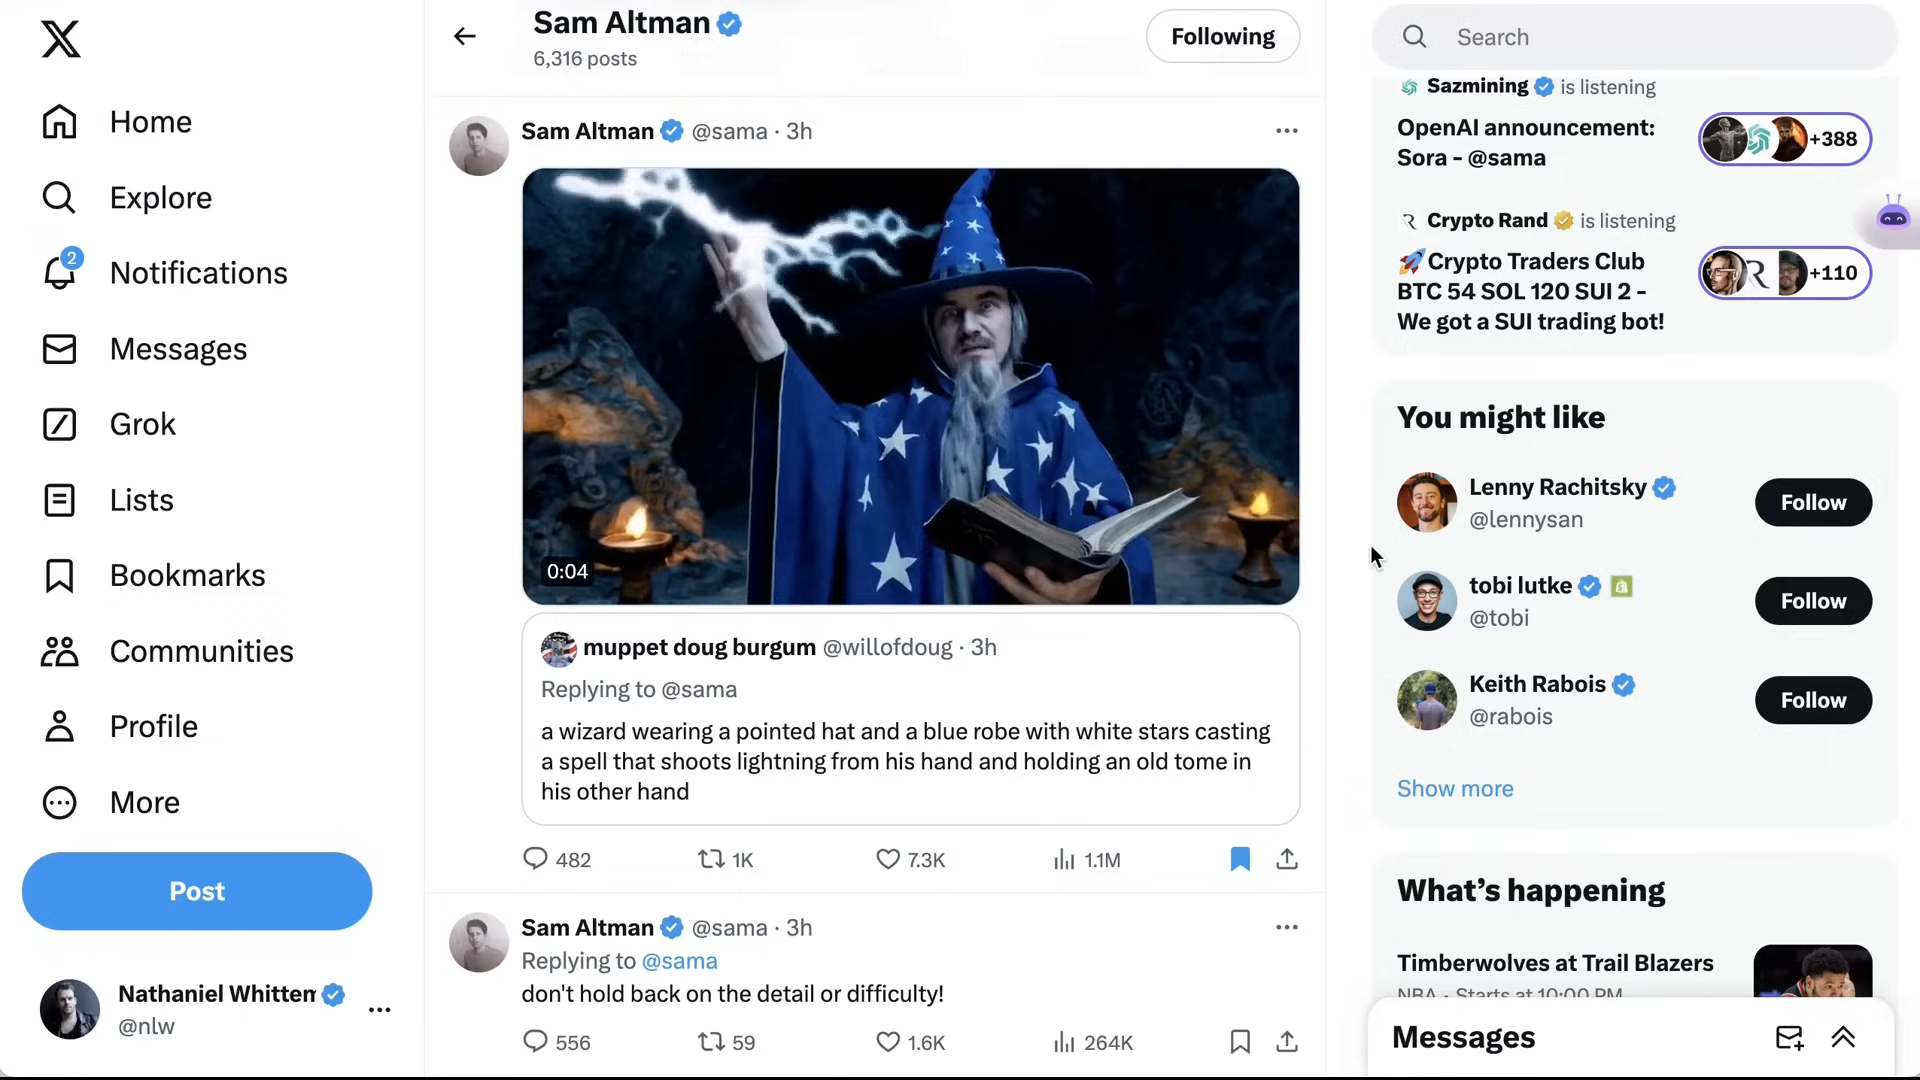 Home
Explore
2
Notifications
Messages
Grok
Lists
Bookmarks
Communities
Profile
More
Post
Nathaniel Whittem
@nlw
Sam Altman
6,316 posts
Following
Sam Altman @sama · 3h
0:04
muppet doug burgum @willofdoug · 3h
Replying to @sama
a wizard wearing a pointed hat and a blue robe with white stars casting
a spell that shoots lightning from his hand and holding an old tome in
his other hand
482 1K 7.3K 1.1M
Sam Altman @sama · 3h
Replying to @sama
don't hold back on the detail or difficulty!
556 59 1.6K 264K
Search
Sazmining is listening
OpenAI announcement:
Sora - @sama
+388
Crypto Rand is listening
🚀Crypto Traders Club
BTC 54 SOL 120 SUI 2 -
We got a SUI trading bot!
+110
You might like
Lenny Rachitsky
@lennysan
Follow
tobi lutke
@tobi
Follow
Keith Rabois
@rabois
Follow
Show more
What’s happening
Timberwolves at Trail Blazers
NBA · Starts at 10:00 PM
Messages